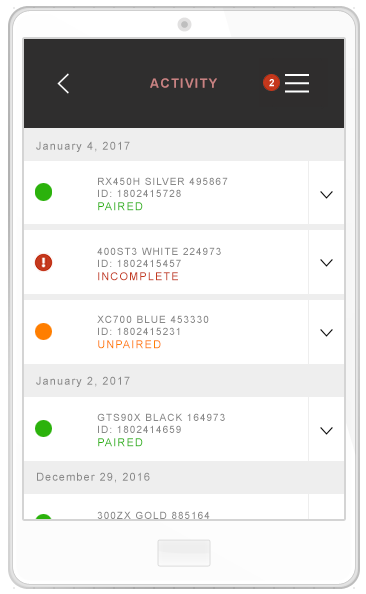 ACTIVITY
2
January 4, 2017
RX450H SILVER 495867
ID: 1802415728
PAIRED
400ST3 WHITE 224973
ID: 1802415457
INCOMPLETE
XC700 BLUE 453330
ID: 1802415231
UNPAIRED
January 2, 2017
GTS90X BLACK 164973
ID: 1802414659
PAIRED
December 29, 2016
300ZX GOLD 885164